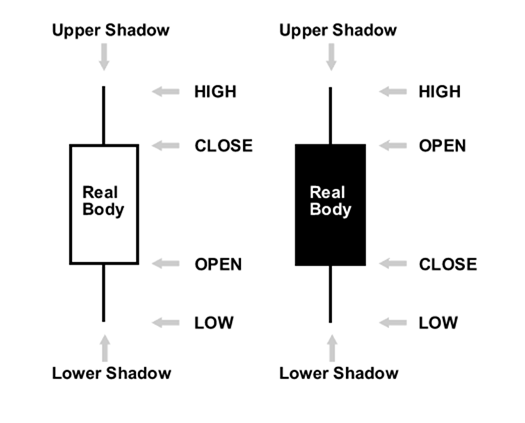 Upper Shadow
HIGH
CLOSE
Real
Body
OPEN
LOW
Lower Shadow
Upper Shadow
HIGH
OPEN
Real
Body
CLOSE
LOW
Lower Shadow